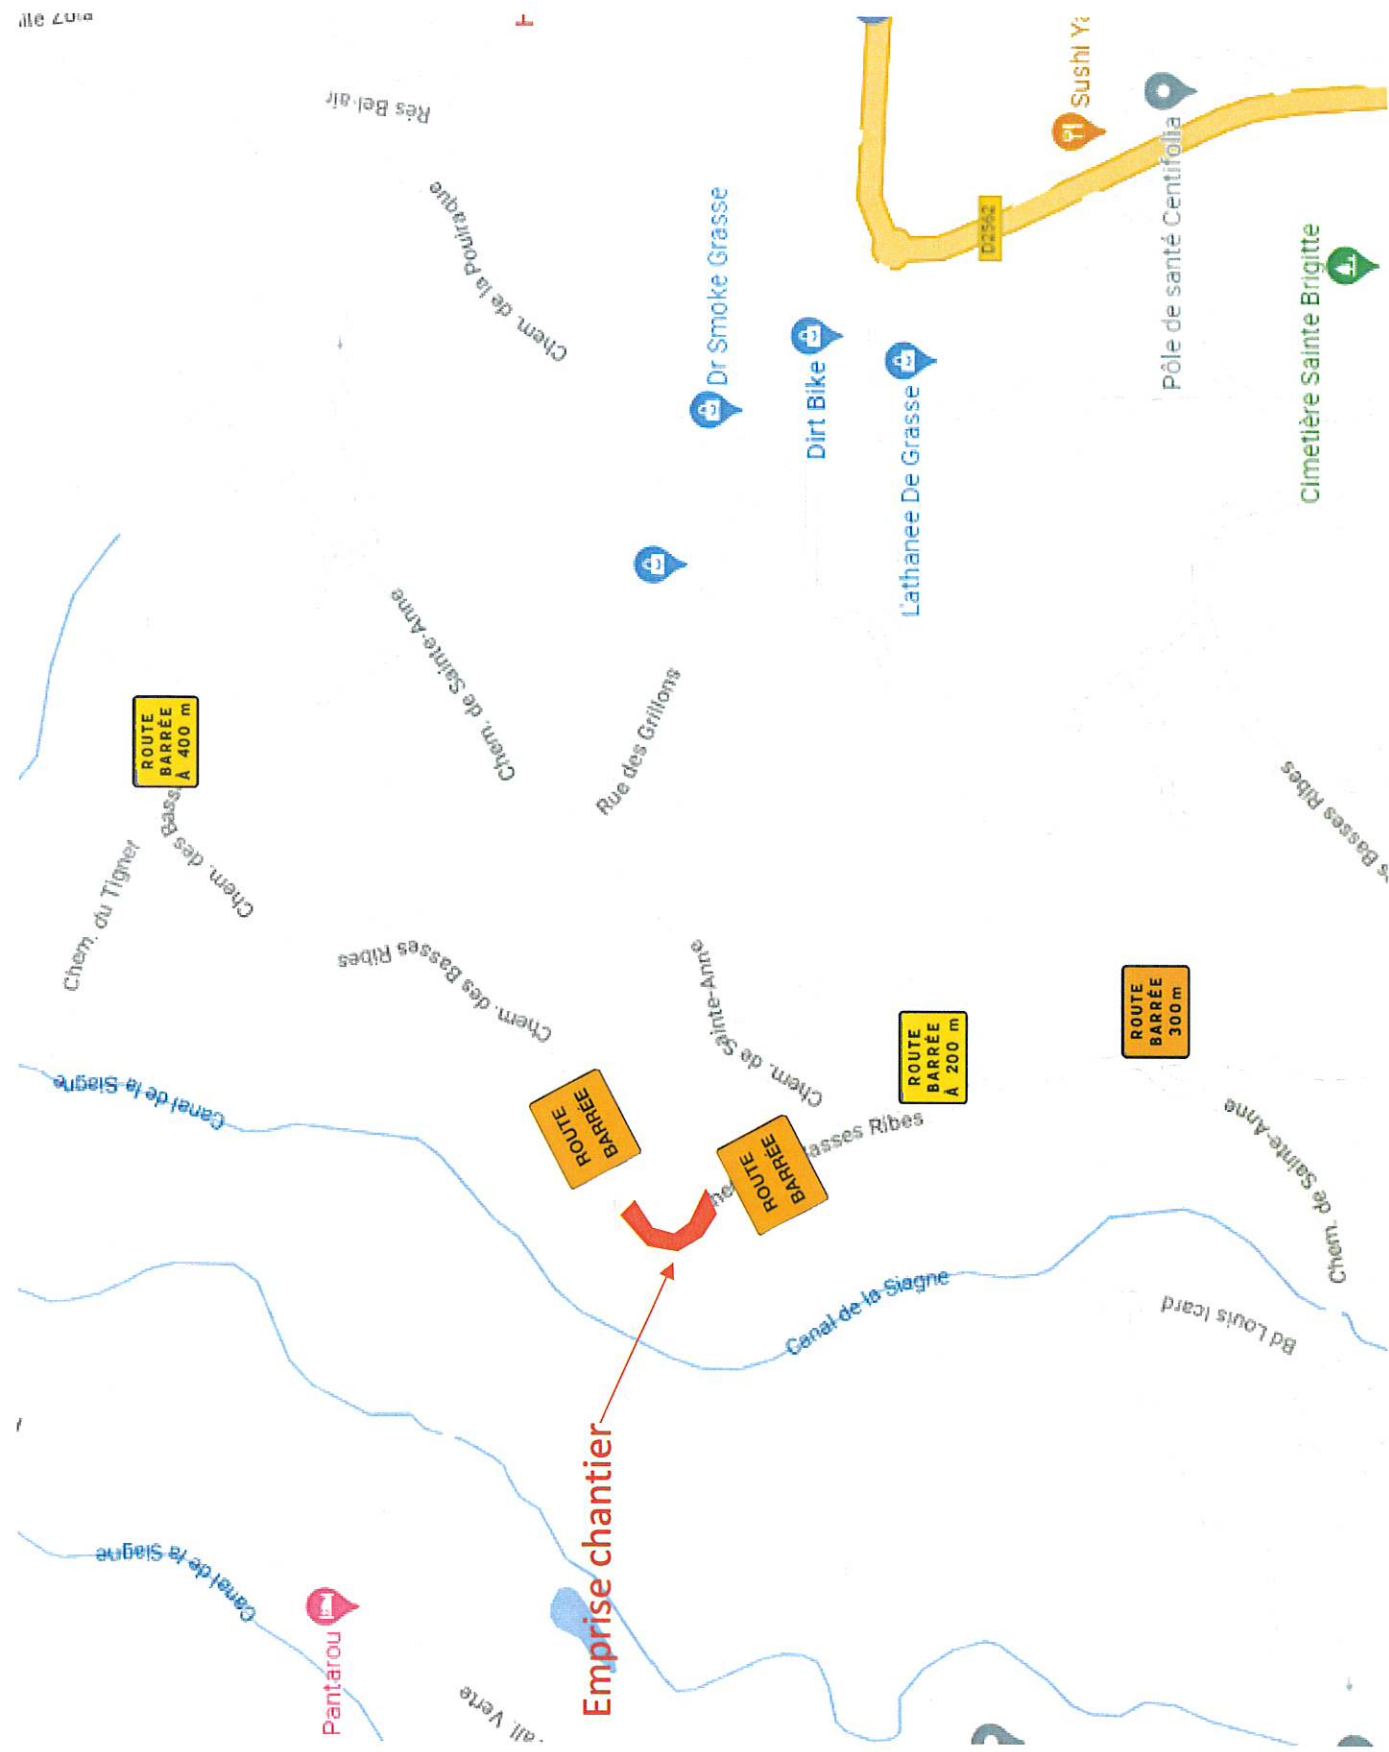 Rés Bel-air
Chem. de la Pouiraque
Sushi
D2562
Pôle de santé Centifolia
Cimetière Sainte Brigitte
Dr Smoke Grasse
Dirt Bike
L'athanee De Grasse
Chem. de Sainte-Anne
Rue des Grillons
ROUTE
BARRÉE
À 400 m
Chem. des Bass
Chem. du Tignet
Chem. des Basses Ribes
Basses Ribes
Chem. de Sainte-Anne
ROUTE
BARRÉE
300m
ROUTE
BARRÉE
À 200 m
ROUTE
BARRÉE
ROUTE
BARRÉE
asses Ribes
Chem. de Sainte-Anne
Canal de la Siagne
Canal de la Siagne
Bd Louis Icard
Emprise chantier
Canal de la Siagne
Pantarou
all. Verte